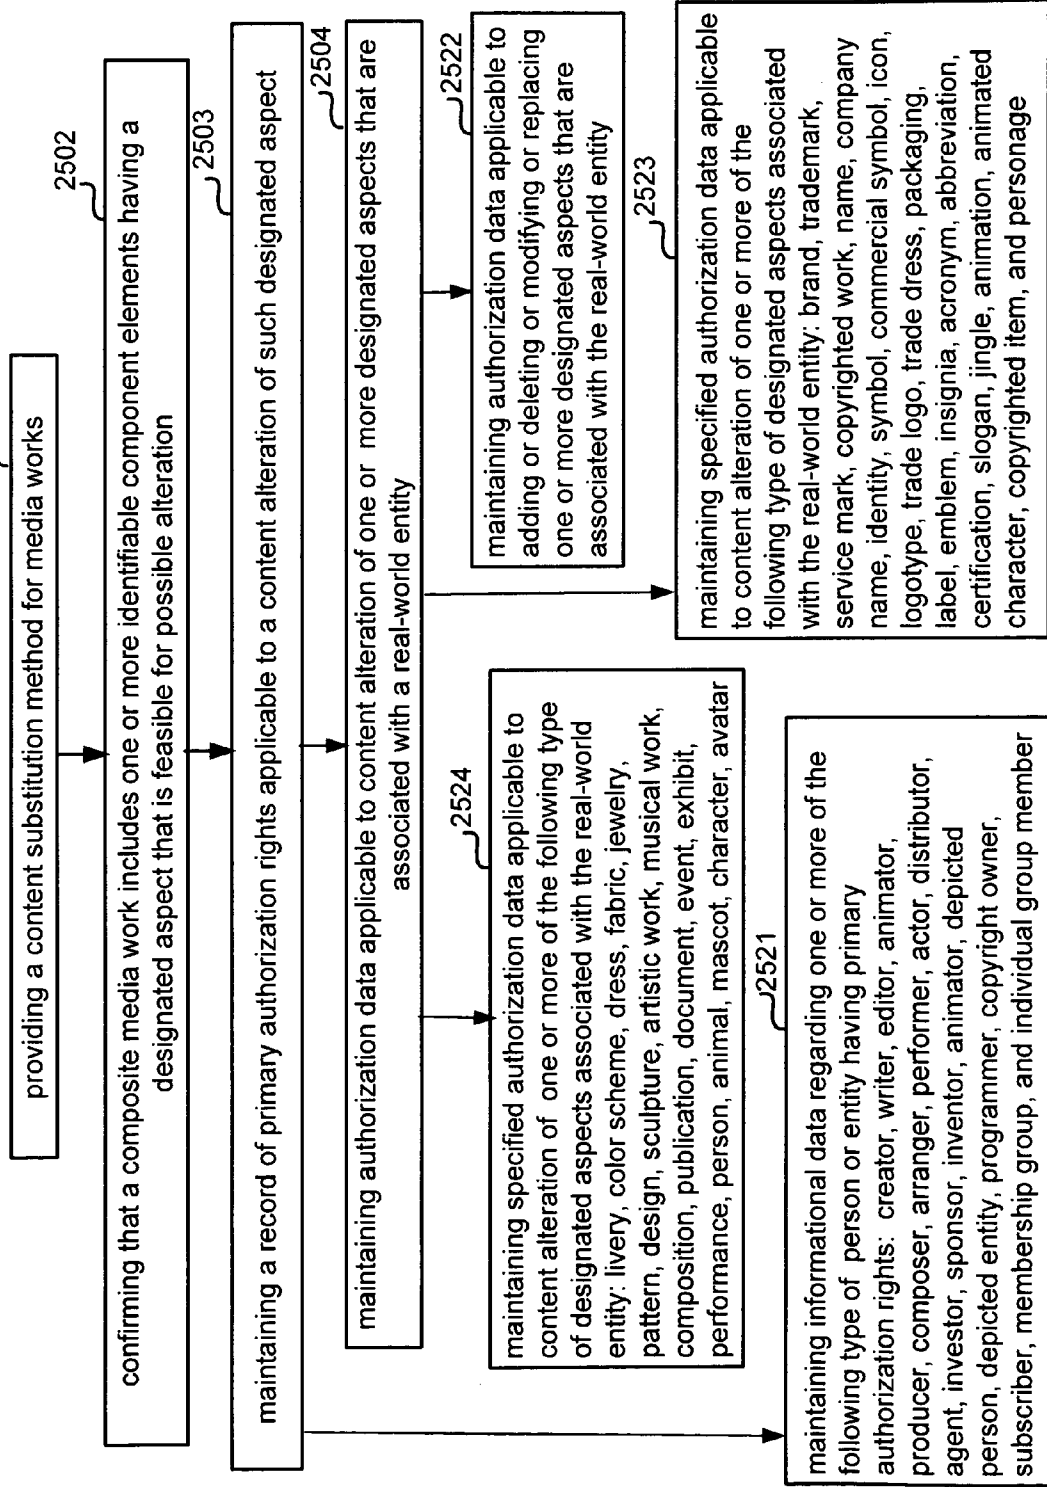 providing a content substitution method for media works
2502
confirming that a composite media work includes one or more identifiable component elements having a
designated aspect that is feasible for possible alteration
2503
maintaining a record of primary authorization rights applicable to a content alteration of such designated aspect
2504
maintaining authorization data applicable to content alteration of one or more designated aspects that are
associated with a real-world entity
2522
maintaining authorization data applicable to
adding or deleting or modifying or replacing
one or more designated aspects that are
associated with the real-world entity
2524
maintaining specified authorization data applicable to
content alteration of one or more of the following type
of designated aspects associated with the real-world
entity: livery, color scheme, dress, fabric, jewelry,
pattern, design, sculpture, artistic work, musical work,
composition, publication, document, event, exhibit,
performance, person, animal, mascot, character, avatar
2523
maintaining specified authorization data applicable
to content alteration of one or more of the
following type of designated aspects associated
with the real-world entity: brand, trademark,
service mark, copyrighted work, name, company
name, identity, symbol, commercial symbol, icon,
logotype, trade logo, trade dress, packaging,
label, emblem, insignia, acronym, abbreviation,
certification, slogan, jingle, animation, animated
character, copyrighted item, and personage
2521
maintaining informational data regarding one or more of the
following type of person or entity having primary
authorization rights: creator, writer, editor, animator,
producer, composer, arranger, performer, actor, distributor,
agent, investor, sponsor, inventor, animator, depicted
person, depicted entity, programmer, copyright owner,
subscriber, membership group, and individual group member